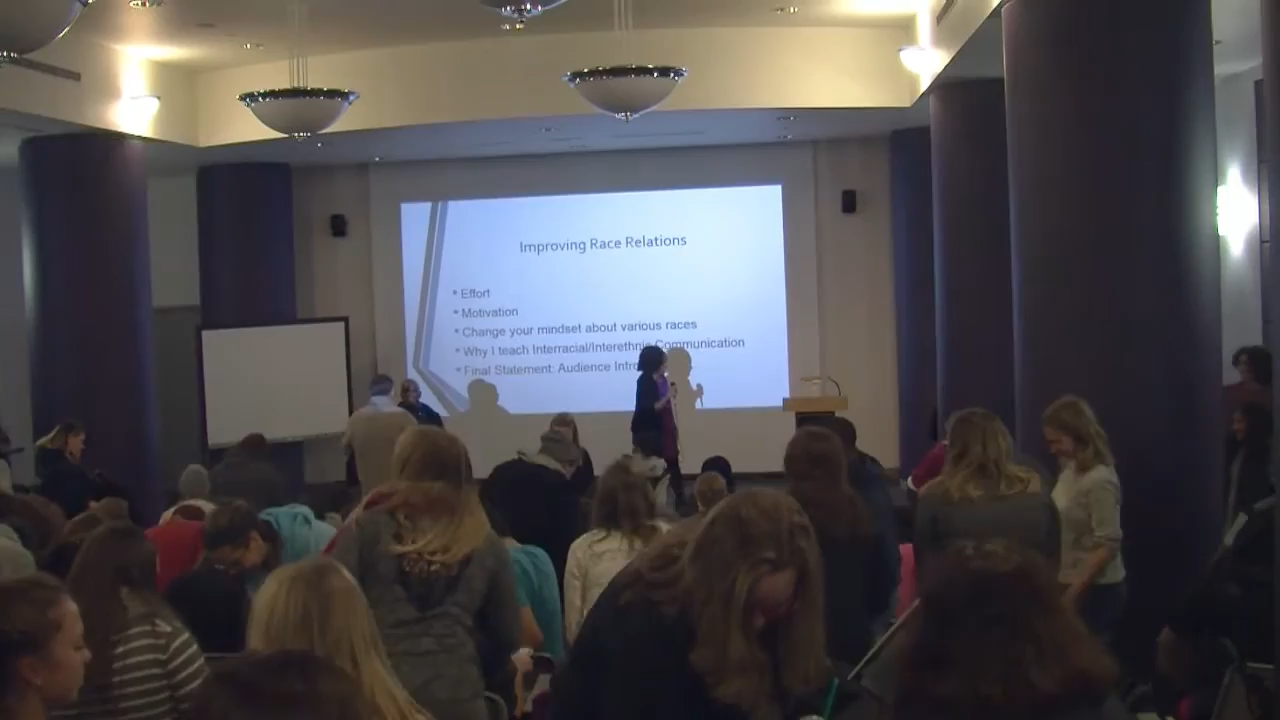 Improving Race Relations
Effort
Motivation
Change your mindset about various races
Why I teach Interracial/Interethnic Communication
Final Statement: Audience